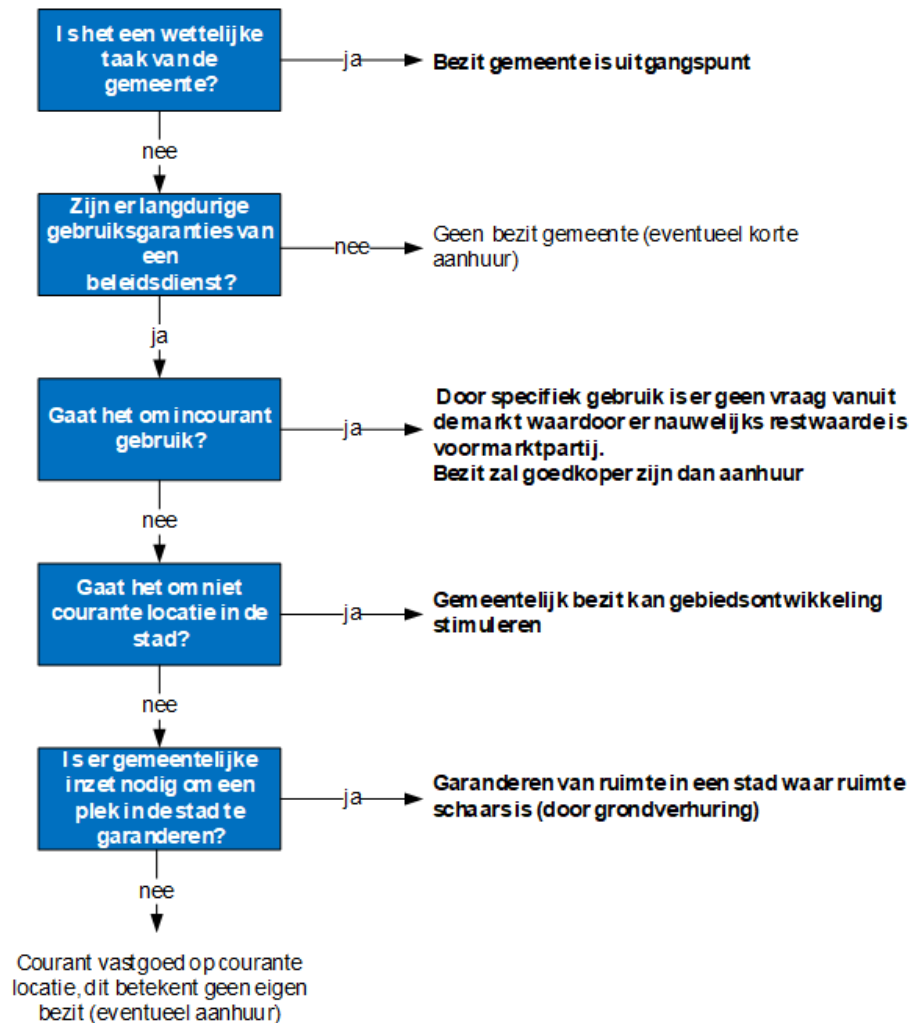 Is het een wettelijke
taak van de
gemeente?
ja
Bezit gemeente is uitgangspunt
nee
Zijn er langdurige
gebruiksgaranties van
een
beleidsdienst?
nee
Geen bezit gemeente (eventueel korte
aanhuur)
ja
Gaat het om incourant
gebruik?
ja
Door specifiek gebruik is er geen vraag vanuit
de markt waardoor er nauwelijks restwaarde is
voor marktpartij.
Bezit zal goedkoper zijn dan aanhuur
nee
Gaat het om niet
courante locatie in de
stad?
ja
Gemeentelijk bezit kan gebiedsontwikkeling
stimuleren
nee
Is er gemeentelijke
inzet nodig om een
plek in de stad te
garanderen?
ja
Garanderen van ruimte in een stad waar ruimte
schaars is (door grondverhuring)
nee
Courant vastgoed op courante
locatie, dit betekent geen eigen
bezit (eventueel aanhuur)